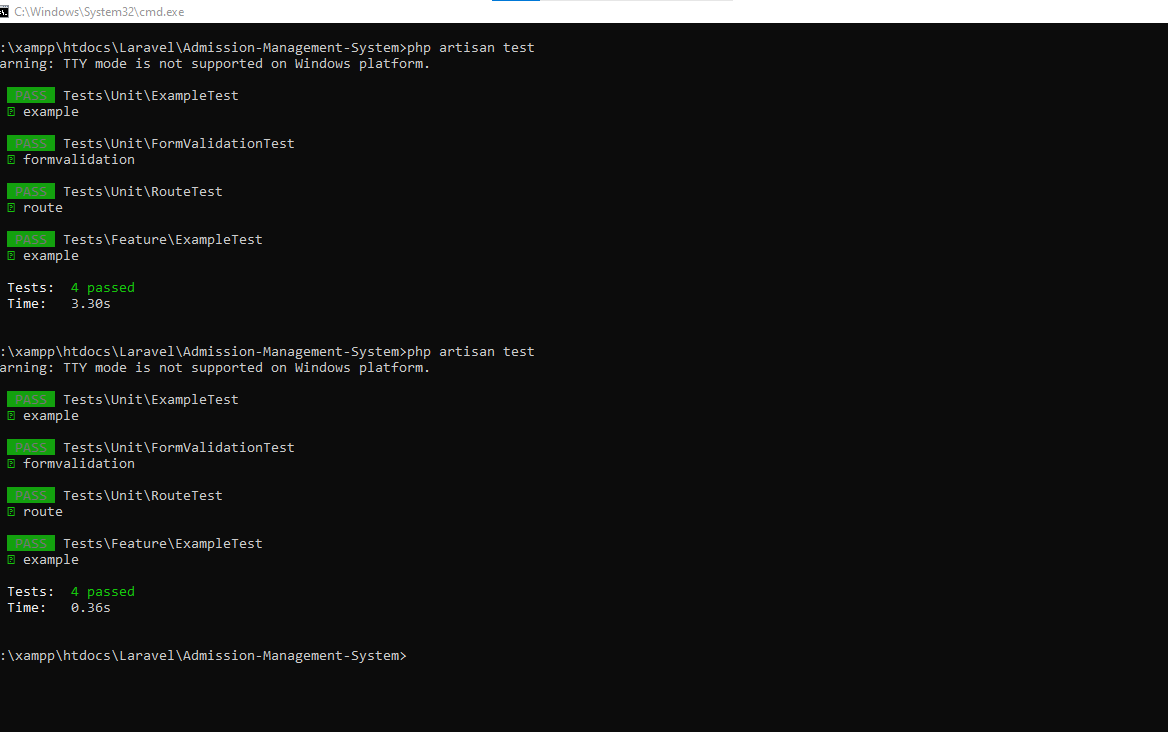 C:\Windows\System32\cmd.exe
:\xampp\htdocs\Laravel\Admission-Management-System>php artisan test
arning: TTY mode is not supported on Windows platform.
PASS Tests\Unit\ExampleTest
example
PASS Tests\Unit\FormValidationTest
formvalidation
PASS Tests\Unit\RouteTest
route
PASS Tests\Feature\ExampleTest
example
Tests: 4 passed
Time: 3.30s
:\xampp\htdocs\Laravel\Admission-Management-System>php artisan test
arning: TTY mode is not supported on Windows platform.
PASS Tests\Unit\ExampleTest
example
PASS Tests\Unit\FormValidationTest
formvalidation
PASS Tests\Unit\RouteTest
route
PASS Tests\Feature\ExampleTest
example
Tests: 4 passed
Time: 0.36s
:\xampp\htdocs\Laravel\Admission-Management-System>